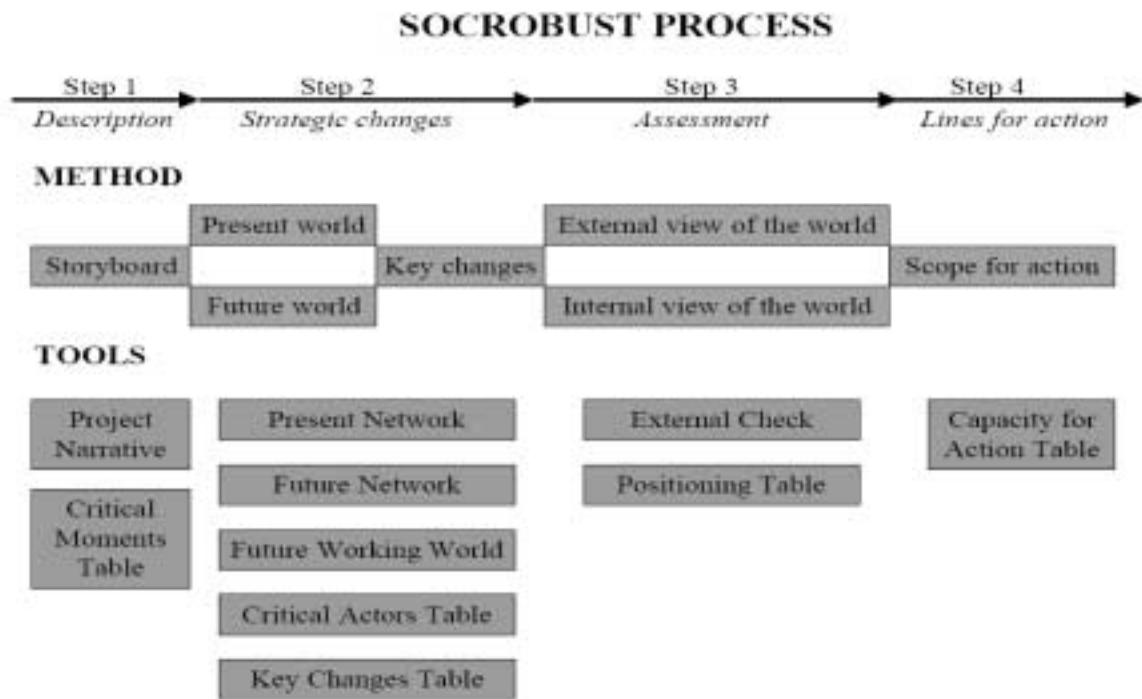 SOCROBUST PROCESS
Step 1 Step 2 Step 3 Step 4
Description Strategic changes Assessment Lines for action
METHOD
Present world External view of the world
Storyboard Key changes Scope for action
Future world Internal view of the world
TOOLS
Project
Narrative
Critical
Moments
Table
Present Network
Future Network
Future Working World
Critical Actors Table
Key Changes Table
External Check
Positioning Table
Capacity for
Action Table